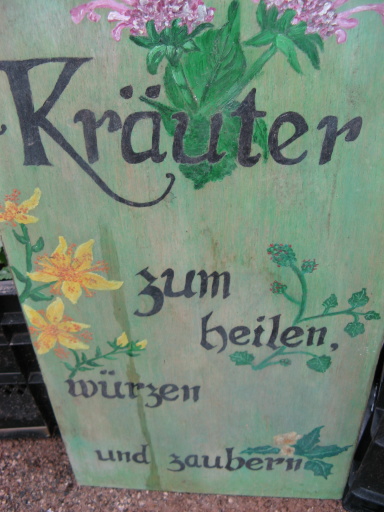 Kräuter
zum
heilen,
würzen
und zaubern